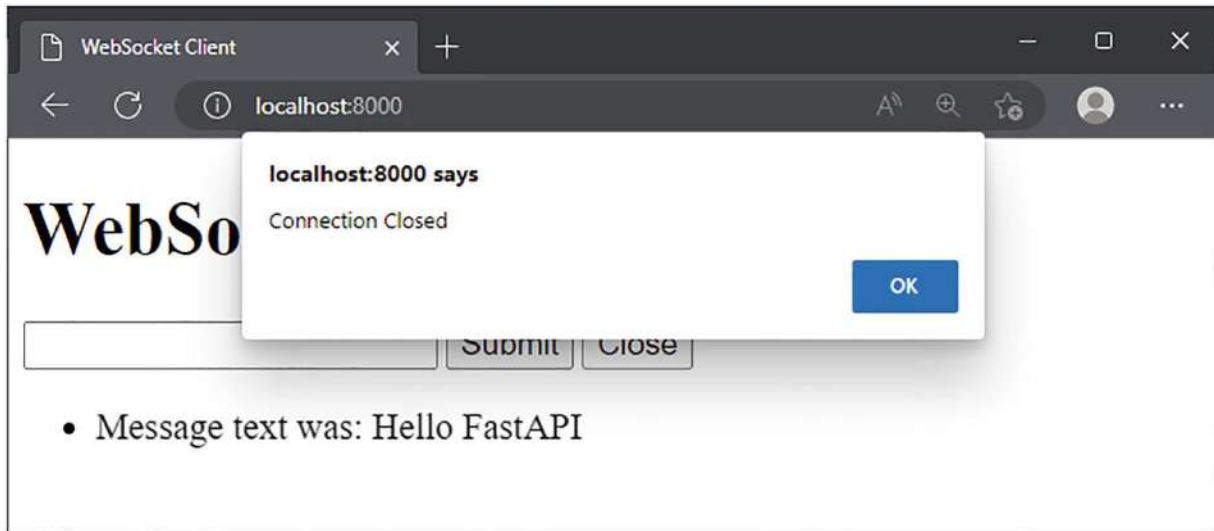 WebSocket Client
localhost:8000
localhost:8000 says
Connection Closed
OK
WebSo
Submit Close
Message text was: Hello FastAPI